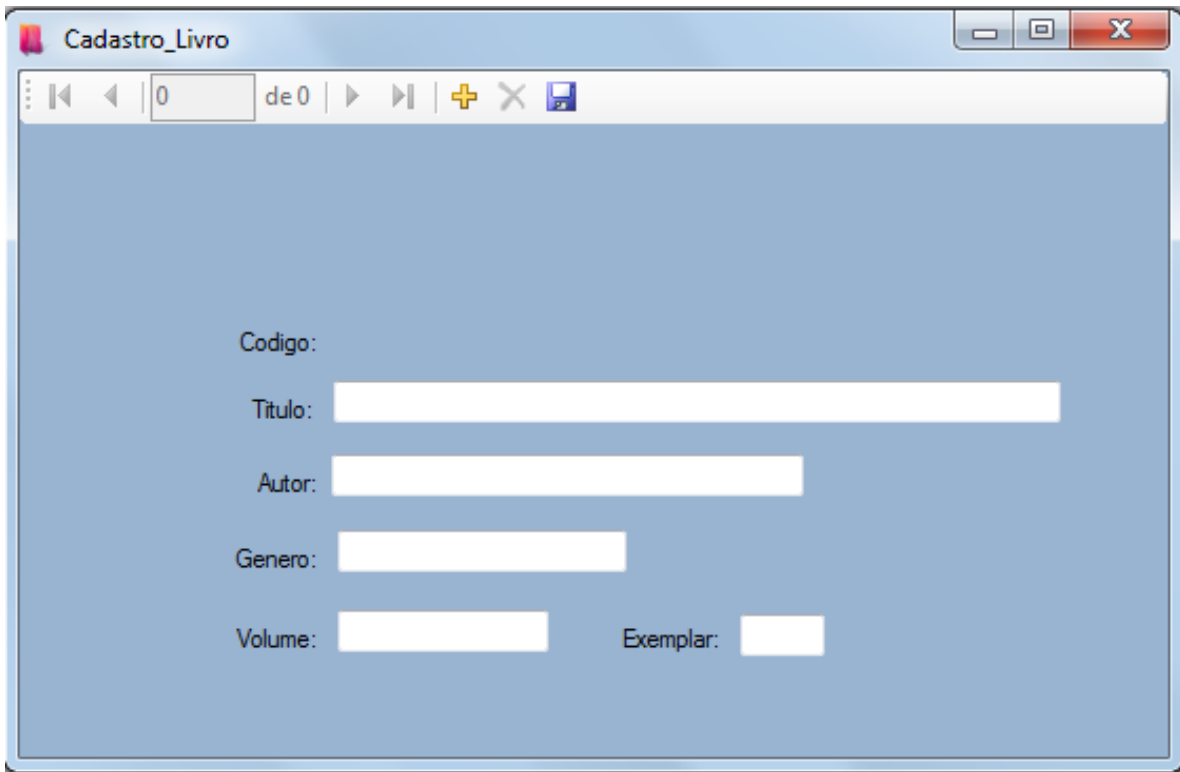 Cadastro_Livro
0 de 0
Codigo:
Titulo:
Autor:
Genero:
Volume: Exemplar: